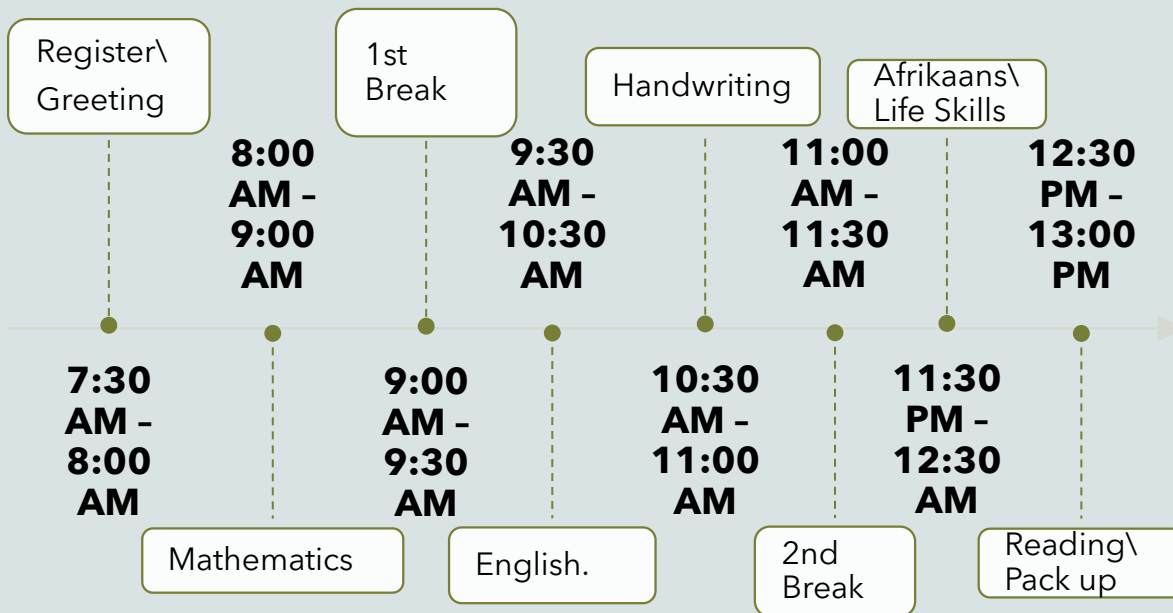 Register\
Greeting
7:30
AM –
8:00
AM
8:00
AM –
9:00
AM
Mathematics
1st
Break
9:00
AM –
9:30
AM
9:30
AM –
10:30
AM
English.
Handwriting
10:30
AM –
11:00
AM
11:00
AM –
11:30
AM
2nd
Break
Afrikaans\
Life Skills
11:30
PM –
12:30
AM
12:30
PM –
13:00
PM
Reading\
Pack up